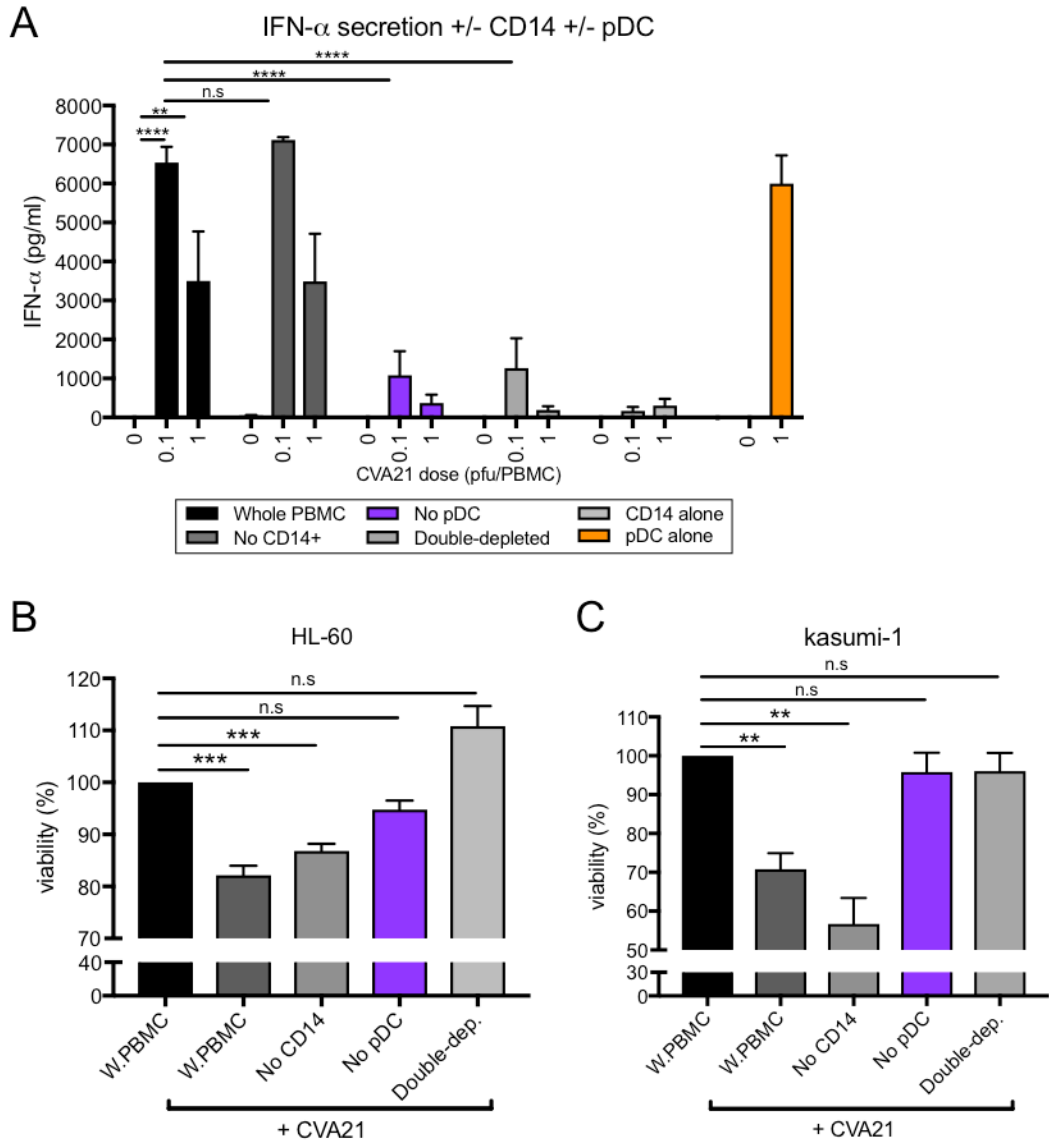 A
IFN-α secretion +/- CD14 +/- pDC
****
****
n.s
**
****
8000
7000
6000
5000
4000
3000
2000
1000
0
IFN-α (pg/ml)
0 0.1 1 0 0.1 1 0 0.1 1 0 0.1 1 0 0.1 1 0 1
CVA21 dose (pfu/PBMC)
Whole PBMC No pDC CD14 alone
No CD14+ Double-depleted pDC alone
B
HL-60
n.s
n.s
***
***
120
110
100
90
80
70
40
0
viability (%)
W.PBMC W.PBMC No CD14 No pDC Double-dep.
+ CVA21
C
kasumi-1
n.s
n.s
**
**
110
100
90
80
70
60
50
30
0
viability (%)
W.PBMC W.PBMC No CD14 No pDC Double-dep.
+ CVA21